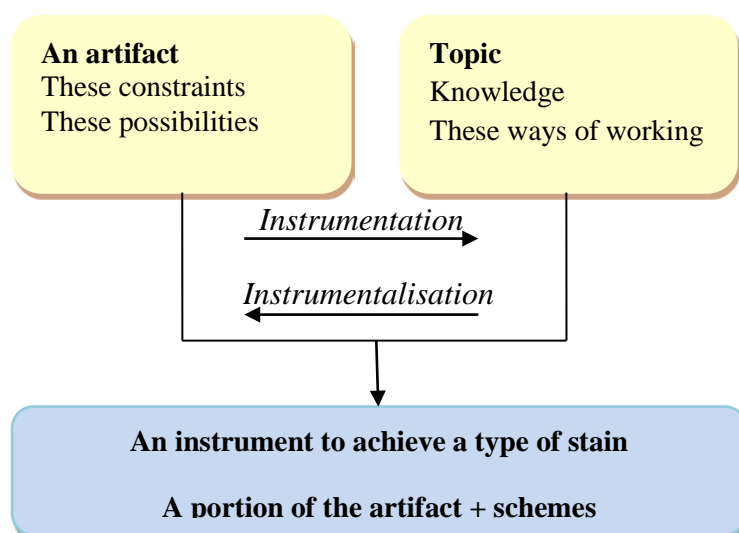 An artifact
These constraints
These possibilities
Topic
Knowledge
These ways of working
Instrumentation
Instrumentalisation
An instrument to achieve a type of stain
A portion of the artifact + schemes